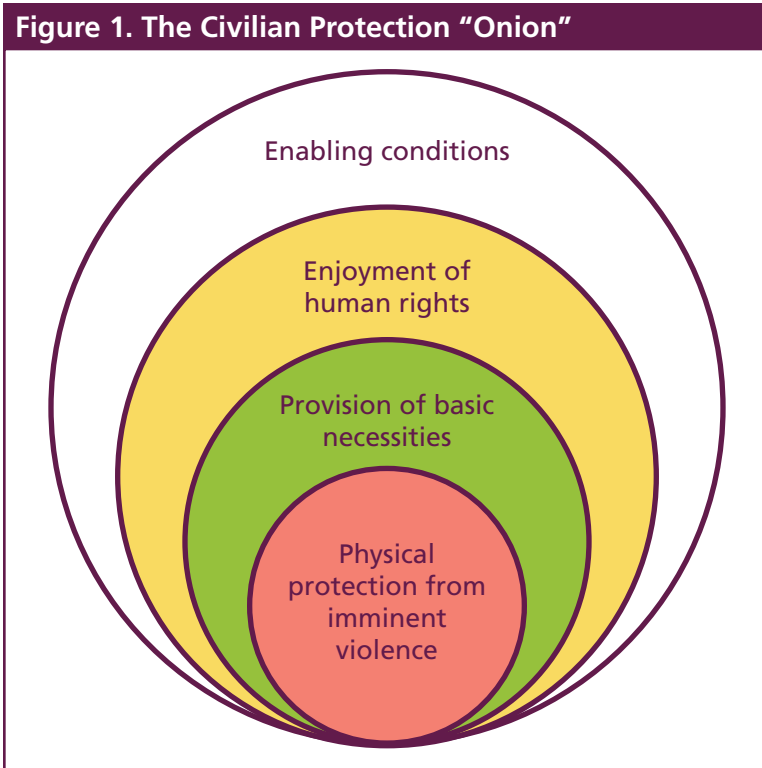 Figure 1. The Civilian Protection “Onion”
Enabling conditions
Enjoyment of
human rights
Provision of basic
necessities
Physical
protection from
imminent
violence